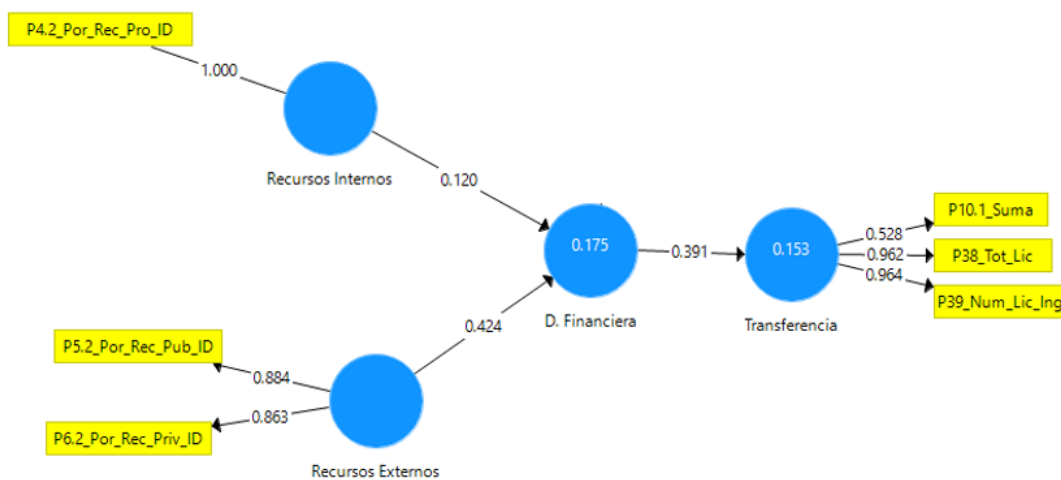 P4.2_Por_Rec_Pro_ID
1.000
Recursos Internos
0.120
P10.1_Suma
0.528
0.175
0.391
0.153
0.962
P38_Tot_Lic
0.964
P39_Num_Lic_Ing
D. Financiera
Transferencia
0.424
P5.2_Por_Rec_Pub_ID
0.884
0.863
P6.2_Por_Rec_Priv_ID
Recursos Externos